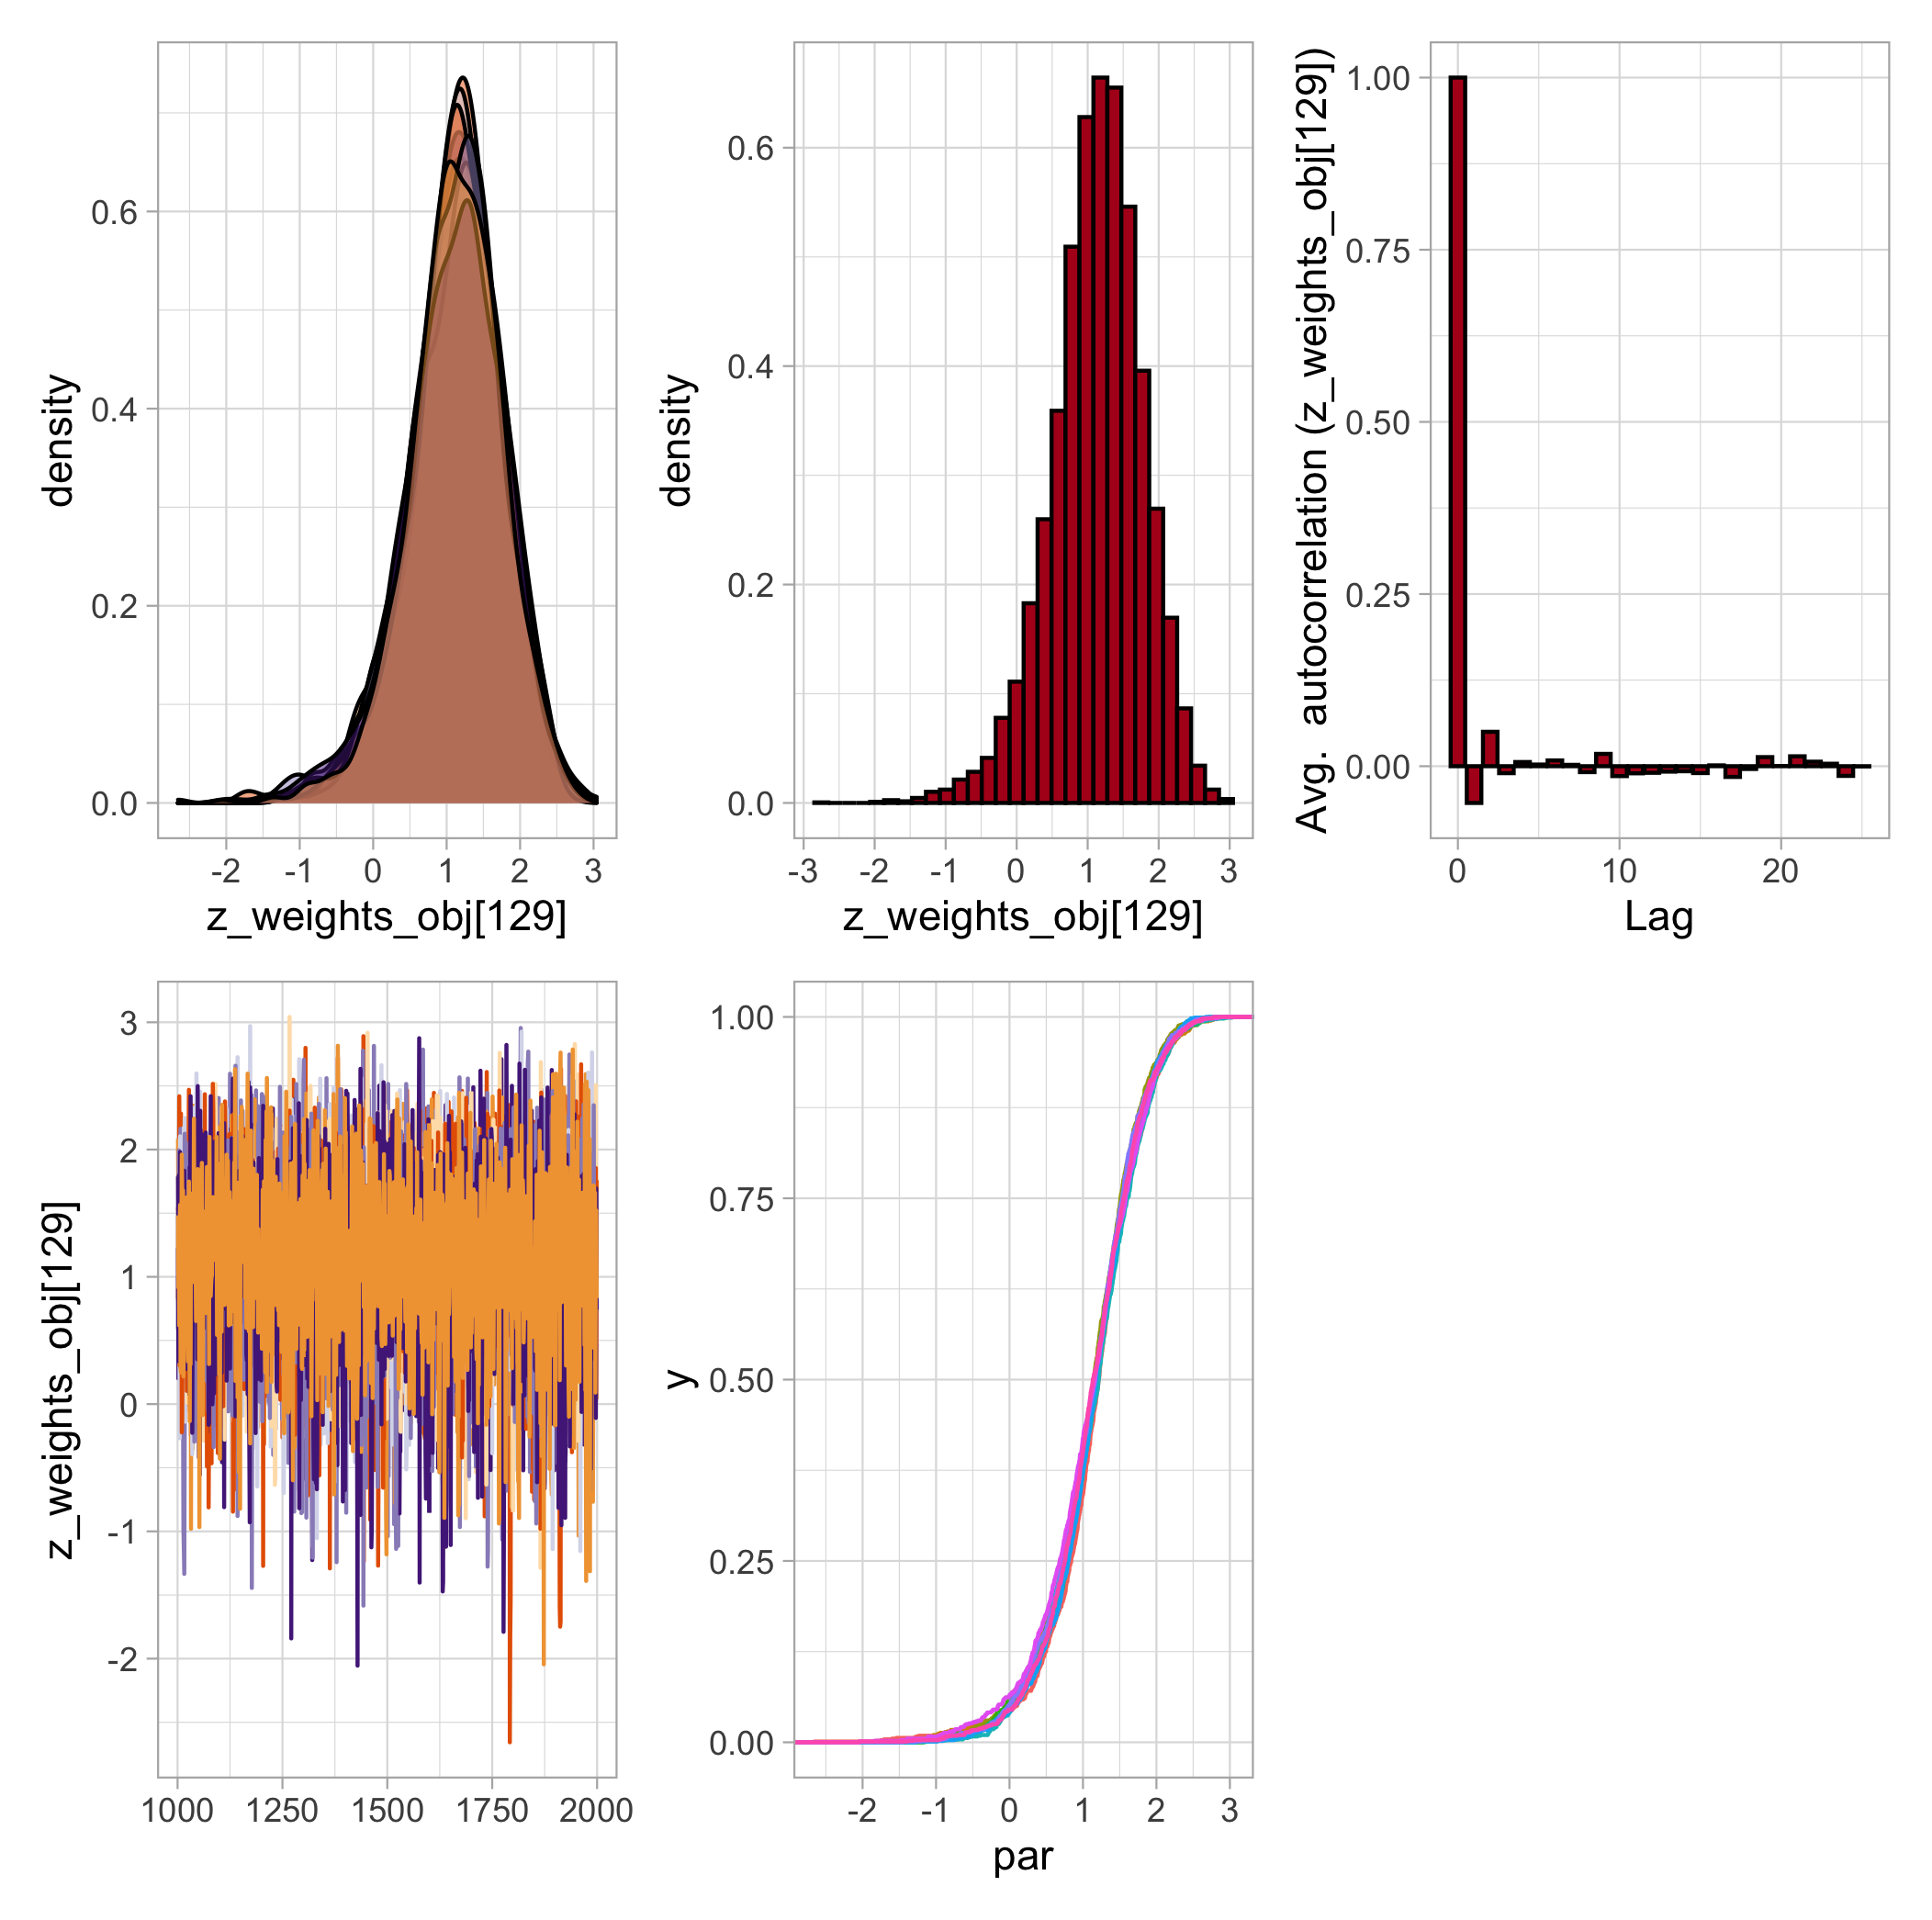 density
0.6
0.4
0.2
0.0
-2 -1 0 1 2 3
z_weights_obj[129]
density
0.6
0.4
0.2
0.0
-3 -2 -1 0 1 2 3
z_weights_obj[129]
Avg. autocorrelation (z_weights_obj[129])
1.00
0.75
0.50
0.25
0.00
0 10 20
Lag
z_weights_obj[129]
3
2
1
0
-1
-2
1000 1250 1500 1750 2000
y
1.00
0.75
0.50
0.25
0.00
-2 -1 0 1 2 3
par